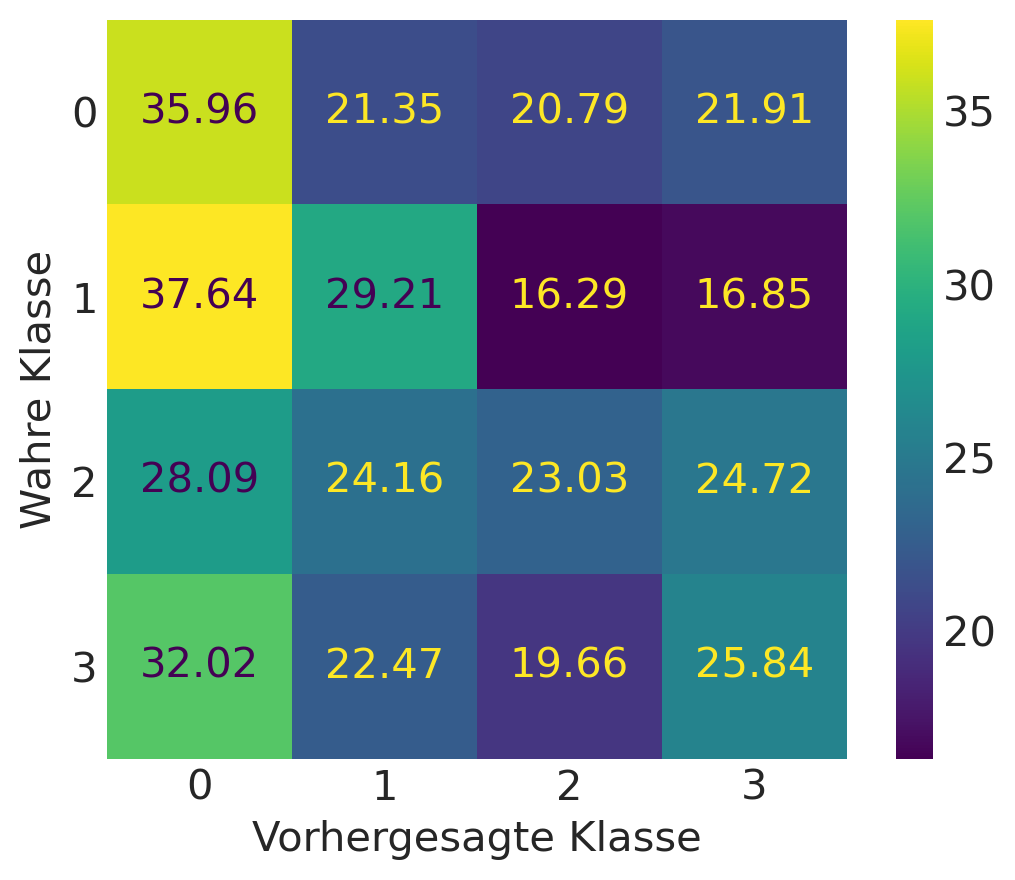 0 35.96 21.35 20.79 21.91 35
1 37.64 29.21 16.29 16.85 30
2 28.09 24.16 23.03 24.72 25
3 32.02 22.47 19.66 25.84 20
0 1 2 3
Vorhergesagte Klasse
Wahre Klasse